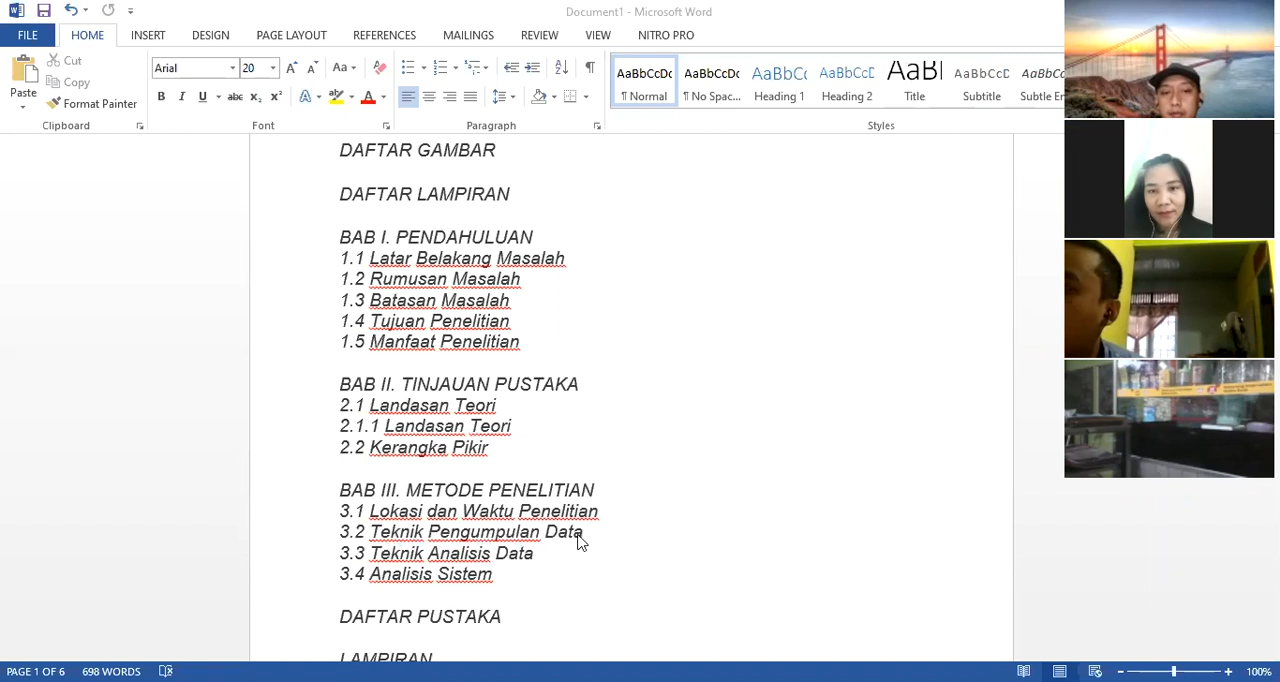 Document1 - Microsoft Word
FILE HOME INSERT DESIGN PAGE LAYOUT REFERENCES MAILINGS REVIEW VIEW NITRO PRO
Paste
Cut
Copy
Format Painter
Clipboard
Arial 20
Font
Paragraph
AaBbCcDc AaBbCcDc AaBbCc AaBbCcD AaBl AaBbCcD AaBbCcD
¶ Normal ¶ No Spac... Heading 1 Heading 2 Title Subtitle Subtle Em
Styles
DAFTAR GAMBAR
DAFTAR LAMPIRAN
BAB I. PENDAHULUAN
1.1 Latar Belakang Masalah
1.2 Rumusan Masalah
1.3 Batasan Masalah
1.4 Tujuan Penelitian
1.5 Manfaat Penelitian
BAB II. TINJAUAN PUSTAKA
2.1 Landasan Teori
2.1.1 Landasan Teori
2.2 Kerangka Pikir
BAB III. METODE PENELITIAN
3.1 Lokasi dan Waktu Penelitian
3.2 Teknik Pengumpulan Data
3.3 Teknik Analisis Data
3.4 Analisis Sistem
DAFTAR PUSTAKA
LAMPIRAN
PAGE 1 OF 6 698 WORDS 100%